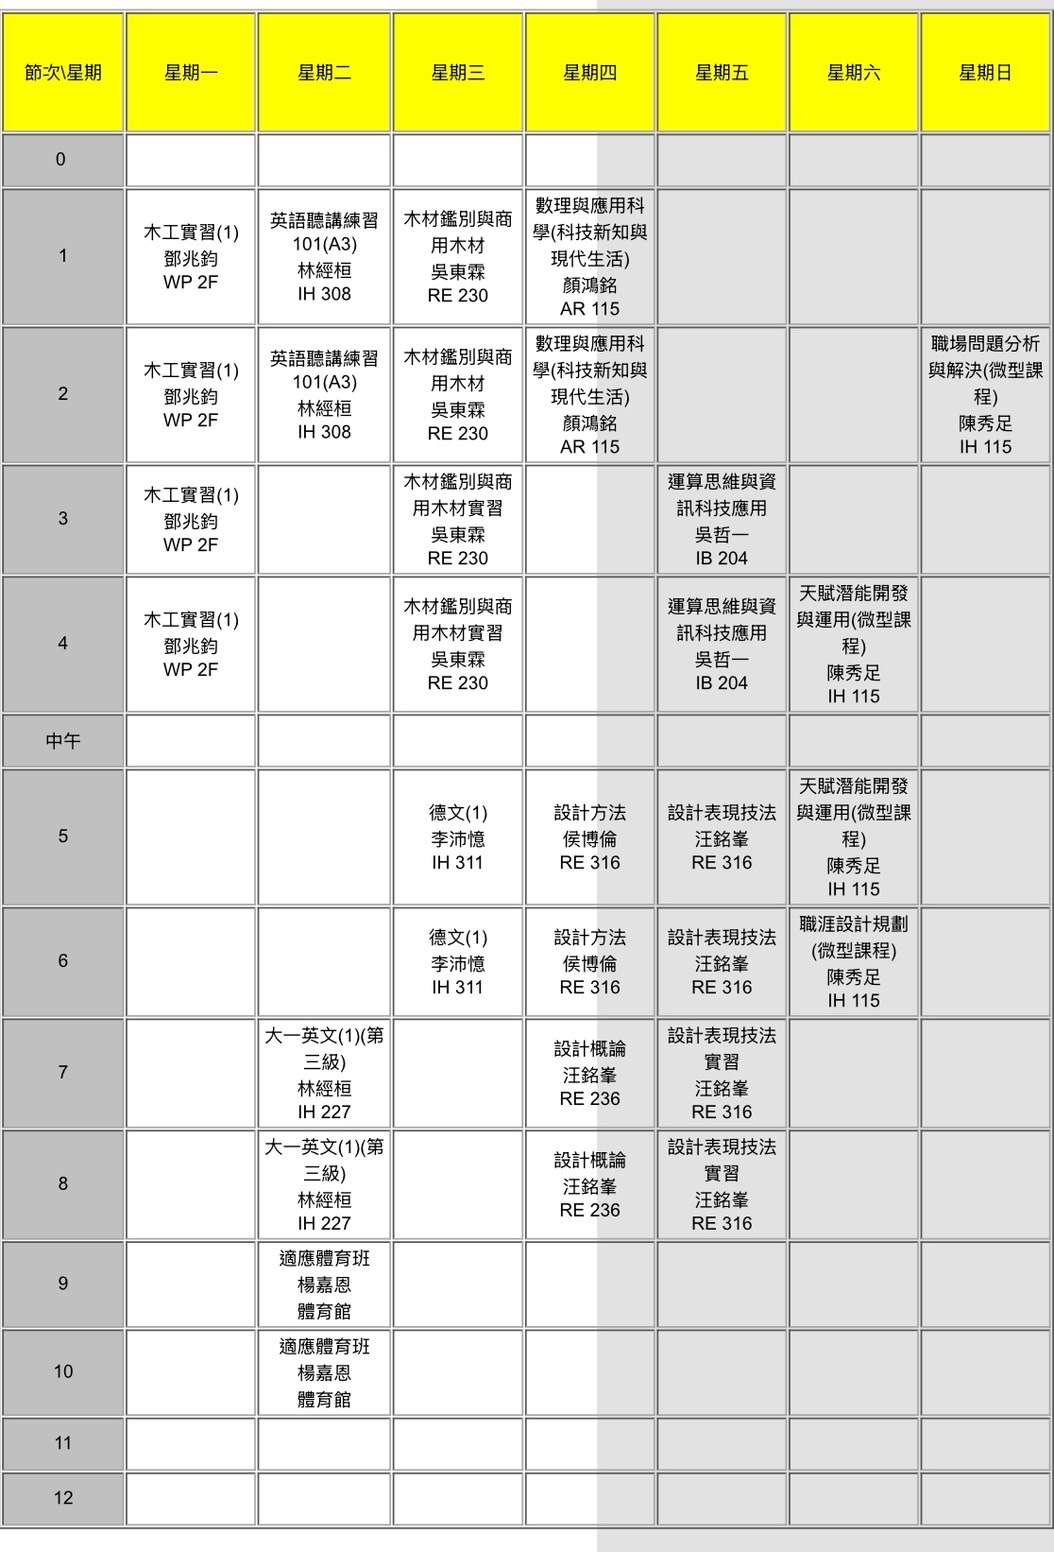 節次\星期
星期一
星期二
星期三
星期四
星期五
星期六
星期日
0
1
木工實習(1)
鄧兆鈞
WP 2F
英語聽講練習
101(A3)
林經桓
IH 308
木材鑑別與商
用木材
吳東霖
RE 230
數理與應用科
學(科技新知與
現代生活)
顏鴻銘
AR 115
2
木工實習(1)
鄧兆鈞
WP 2F
英語聽講練習
101(A3)
林經桓
IH 308
木材鑑別與商
用木材
吳東霖
RE 230
數理與應用科
學(科技新知與
現代生活)
顏鴻銘
AR 115
職場問題分析
與解決(微型課
程)
陳秀足
IH 115
3
木工實習(1)
鄧兆鈞
WP 2F
木材鑑別與商
用木材實習
吳東霖
RE 230
運算思維與資
訊科技應用
吳哲一
IB 204
4
木工實習(1)
鄧兆鈞
WP 2F
木材鑑別與商
用木材實習
吳東霖
RE 230
運算思維與資
訊科技應用
吳哲一
IB 204
天賦潛能開發
與運用(微型課
程)
陳秀足
IH 115
中午
5
德文(1)
李沛憶
IH 311
設計方法
侯博倫
RE 316
設計表現技法
汪銘峯
RE 316
天賦潛能開發
與運用(微型課
程)
陳秀足
IH 115
6
德文(1)
李沛憶
IH 311
設計方法
侯博倫
RE 316
設計表現技法
汪銘峯
RE 316
職涯設計規劃
(微型課程)
陳秀足
IH 115
7
大一英文(1)(第
三級)
林經桓
IH 227
設計概論
汪銘峯
RE 236
設計表現技法
實習
汪銘峯
RE 316
8
大一英文(1)(第
三級)
林經桓
IH 227
設計概論
汪銘峯
RE 236
設計表現技法
實習
汪銘峯
RE 316
9
適應體育班
楊嘉恩
體育館
10
適應體育班
楊嘉恩
體育館
11
12